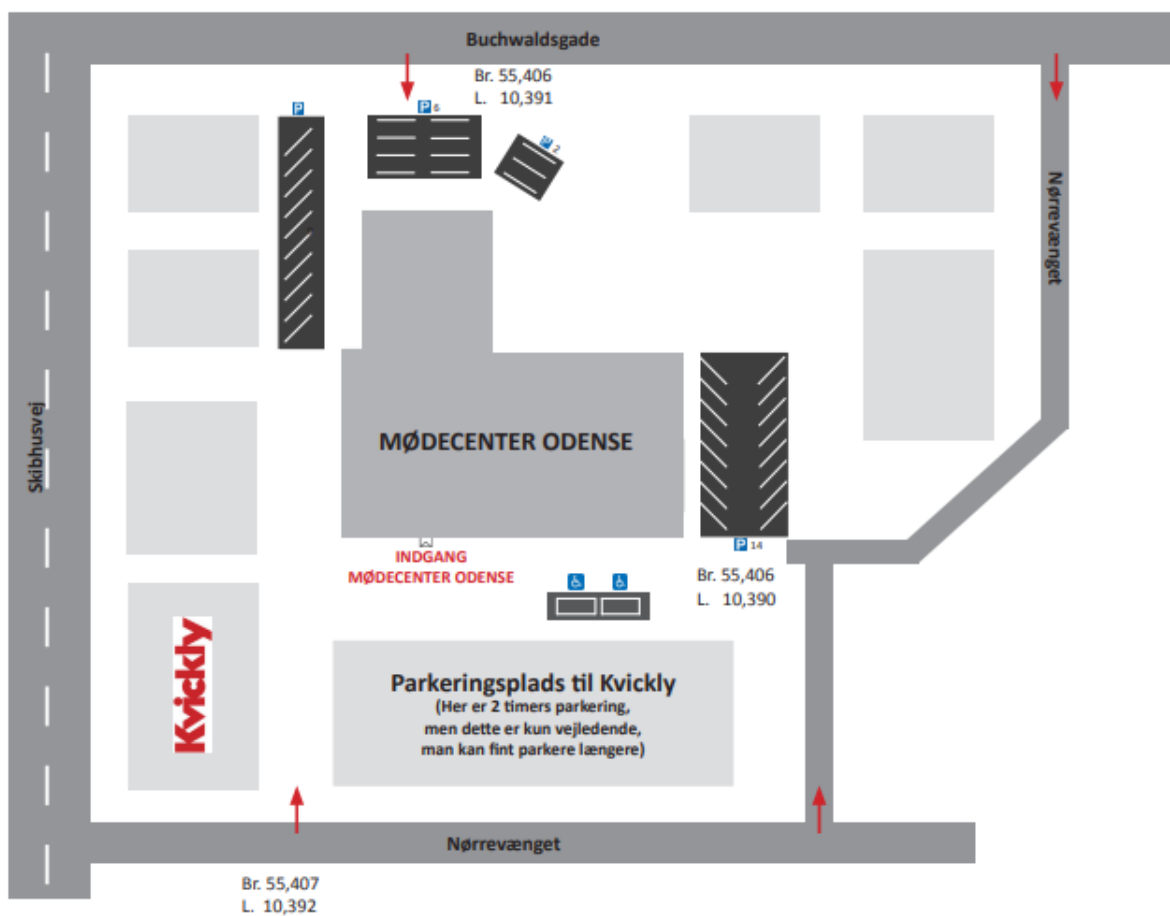 Buchwaldsgade
Br. 55,406
L. 10,391
P
P 6
P 2
Nørrevænget
Skibhusvej
MØDECENTER ODENSE
INDGANG
MØDECENTER ODENSE
P 14
Br. 55,406
L. 10,390
Kvickly
Parkeringsplads til Kvickly
(Her er 2 timers parkering,
men dette er kun vejledende,
man kan fint parkere længere)
Nørrevænget
Br. 55,407
L. 10,392